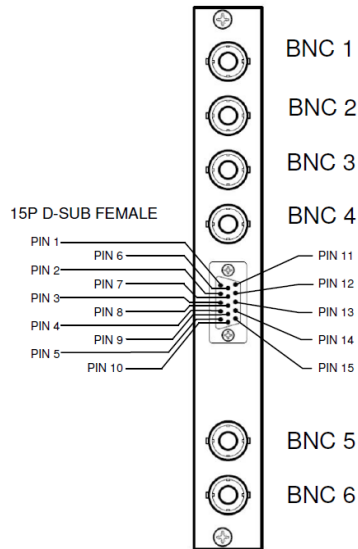 BNC 1
BNC 2
BNC 3
BNC 4
15P D-SUB FEMALE
PIN 1
PIN 6
PIN 2
PIN 7
PIN 3
PIN 8
PIN 4
PIN 9
PIN 5
PIN 10
PIN 11
PIN 12
PIN 13
PIN 14
PIN 15
BNC 5
BNC 6